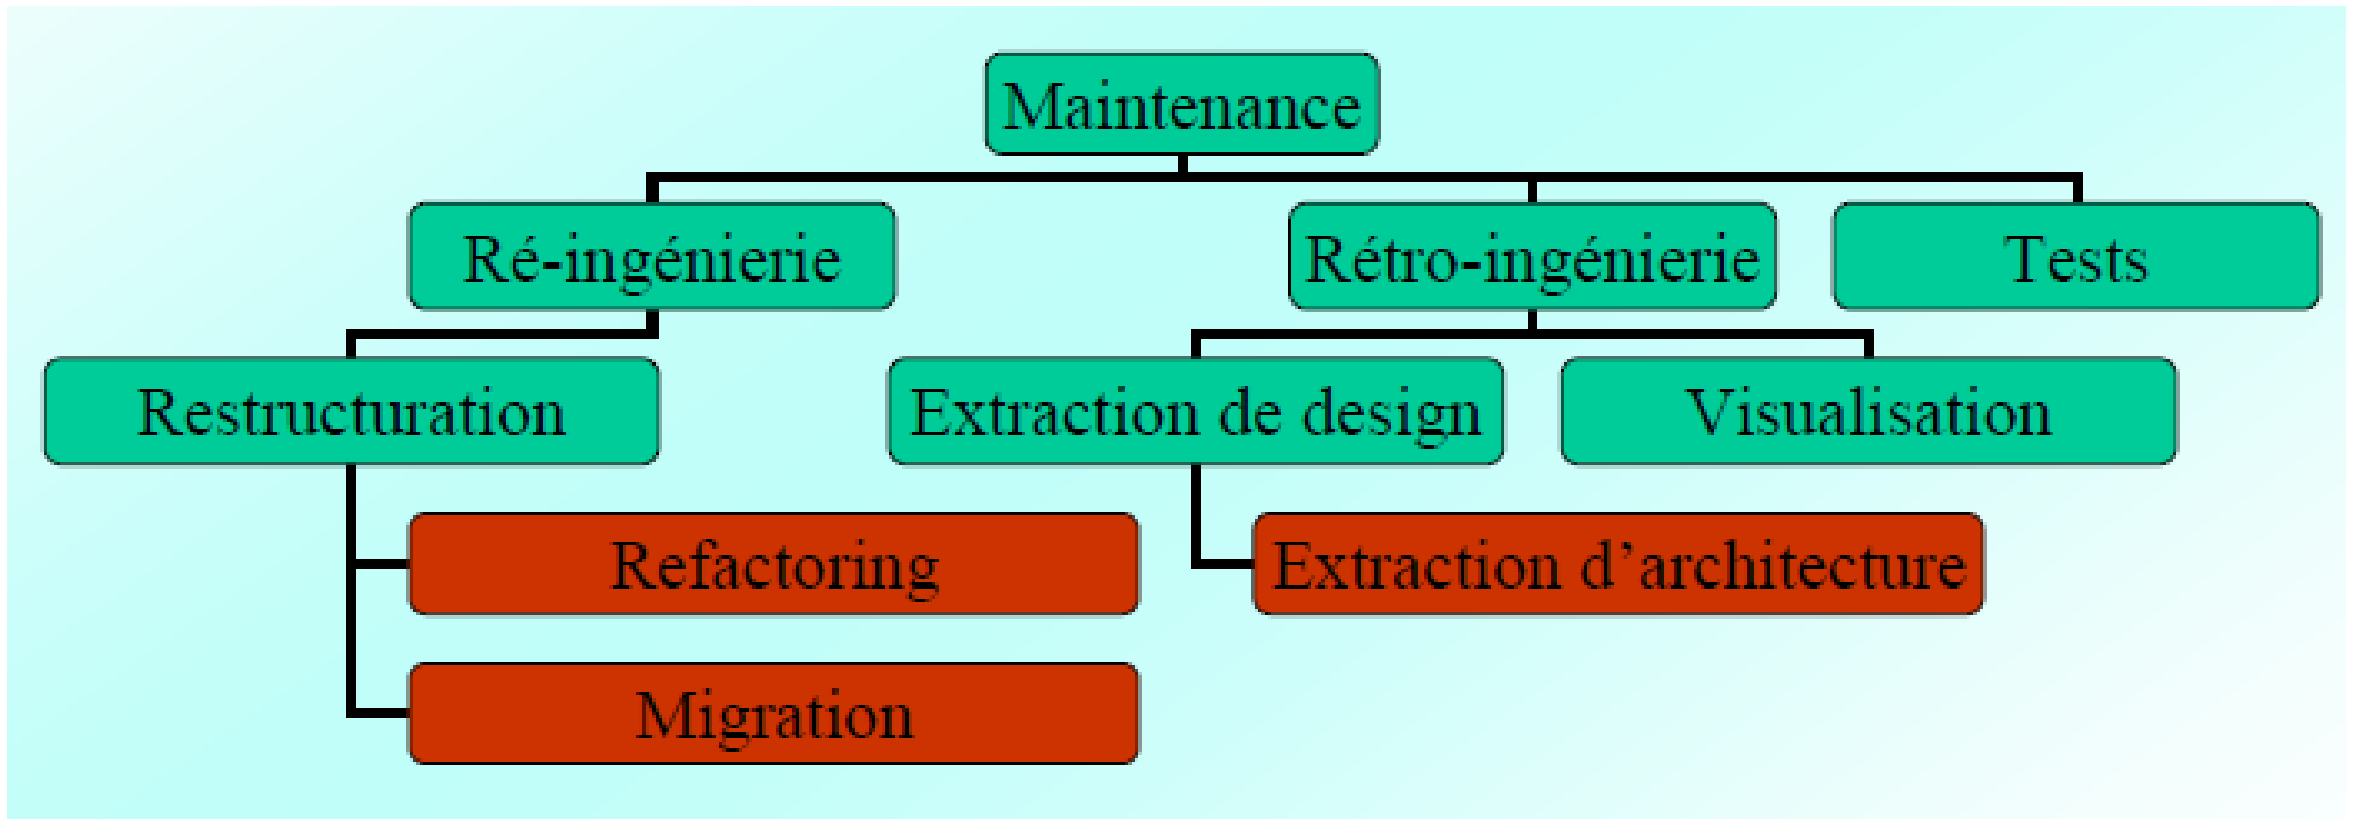 Maintenance
Ré-ingénierie
Rétro-ingénierie
Tests
Restructuration
Extraction de design
Visualisation
Refactoring
Extraction d’architecture
Migration